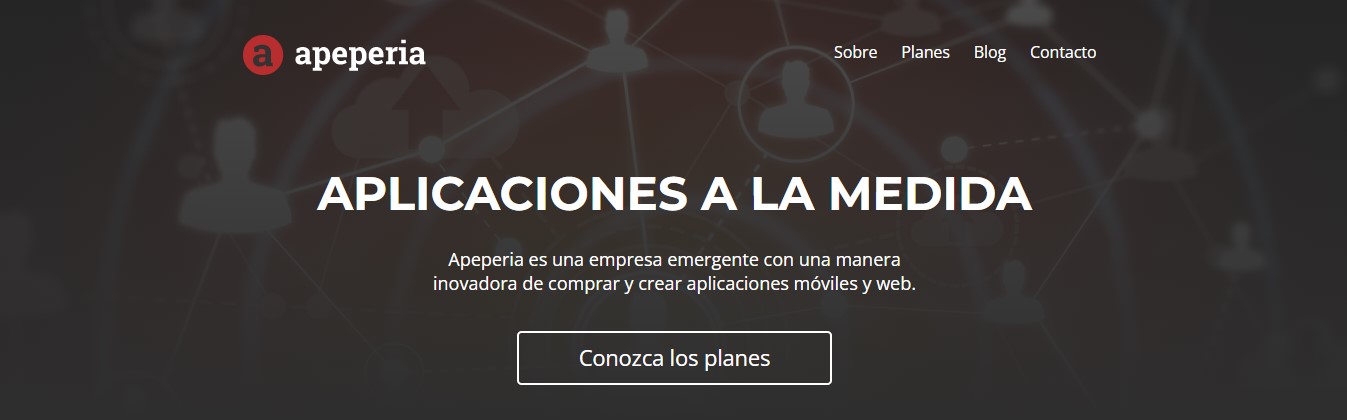 a apeperia
Sobre Planes Blog Contacto
APLICACIONES A LA MEDIDA
Apeperia es una empresa emergente con una manera
inovadora de comprar y crear aplicaciones móviles y web.
Conozca los planes